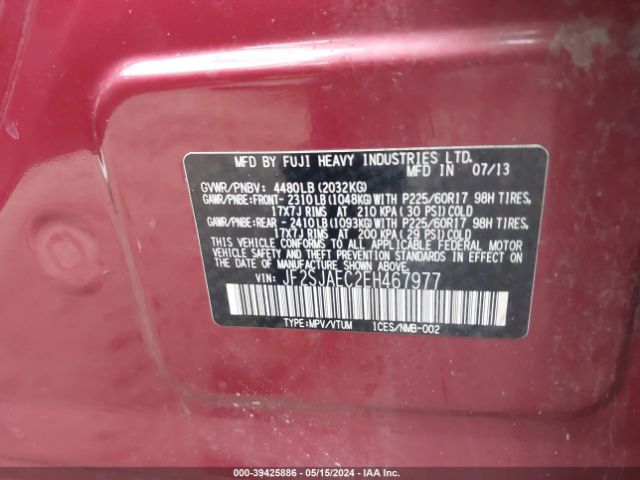 MFD BY FUJI HEAVY INDUSTRIES LTD.
MFD IN 07/13
GVWR/PNBV: 4480LB (2032KG)
GAWR/PNBE:FRONT-2310LB (1048KG) WITH P225/60R17 98H TIRES,
17X7J RIMS AT 210 KPA (30 PSI) COLD
GAWR/PNBE:REAR -2410LB (1093KG) WITH P225/60R17 98H TIRES,
17X7J RIMS AT 200 KPA (29 PSI) COLD
THIS VEHICLE CONFORMS TO ALL APPLICABLE FEDERAL MOTOR
VEHICLE SAFETY AND THEFT PREVENTION STANDARDS IN EFFECT
ON THE DATE OF MANUFACTURE SHOWN ABOVE.
VIN: JF2SJAEC2EH467977
TYPE:MPV/VTUM ICES/NMB-002
000-39425886 - 05/15/2024 - COPYRIGHT © IAA